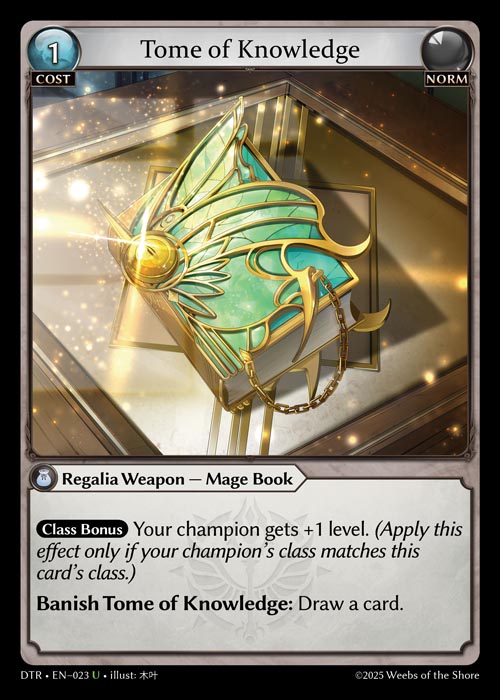 1
Tome of Knowledge
COST
NORM
Regalia Weapon — Mage Book
Class Bonus Your champion gets +1 level. (Apply this
effect only if your champion's class matches this
card's class.)
Banish Tome of Knowledge: Draw a card.
DTR • EN-023 U • illust: 木叶
©2025 Weebs of the Shore